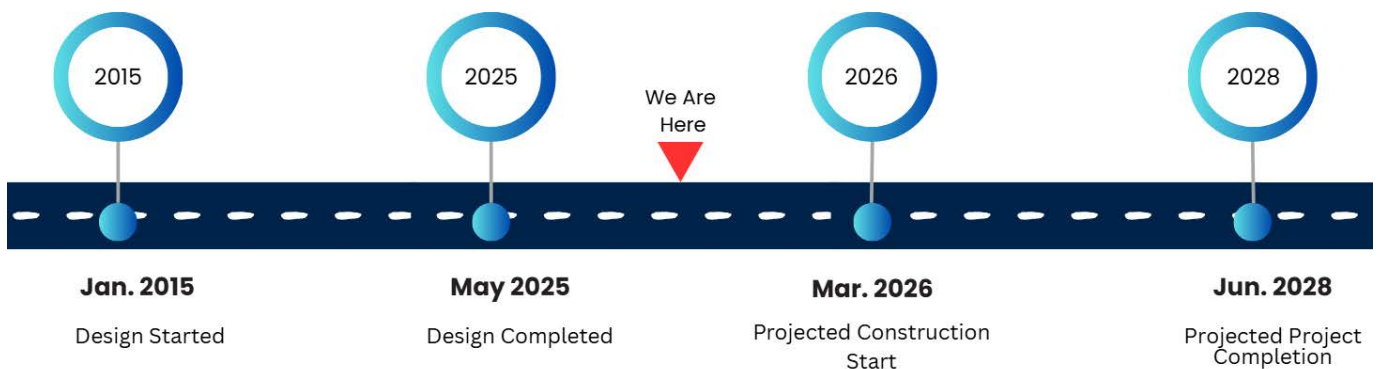 2015
2025
We Are
Here
2026
2028
Jan. 2015
Design Started
May 2025
Design Completed
Mar. 2026
Projected Construction
Start
Jun. 2028
Projected Project
Completion